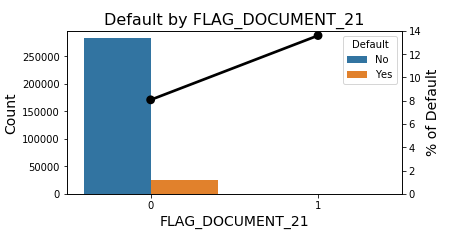 Default by FLAG_DOCUMENT_21
Count
250000
200000
150000
100000
50000
0
Default
No
Yes
14
12
10
8
6
4
2
0
% of Default
0
1
FLAG_DOCUMENT_21